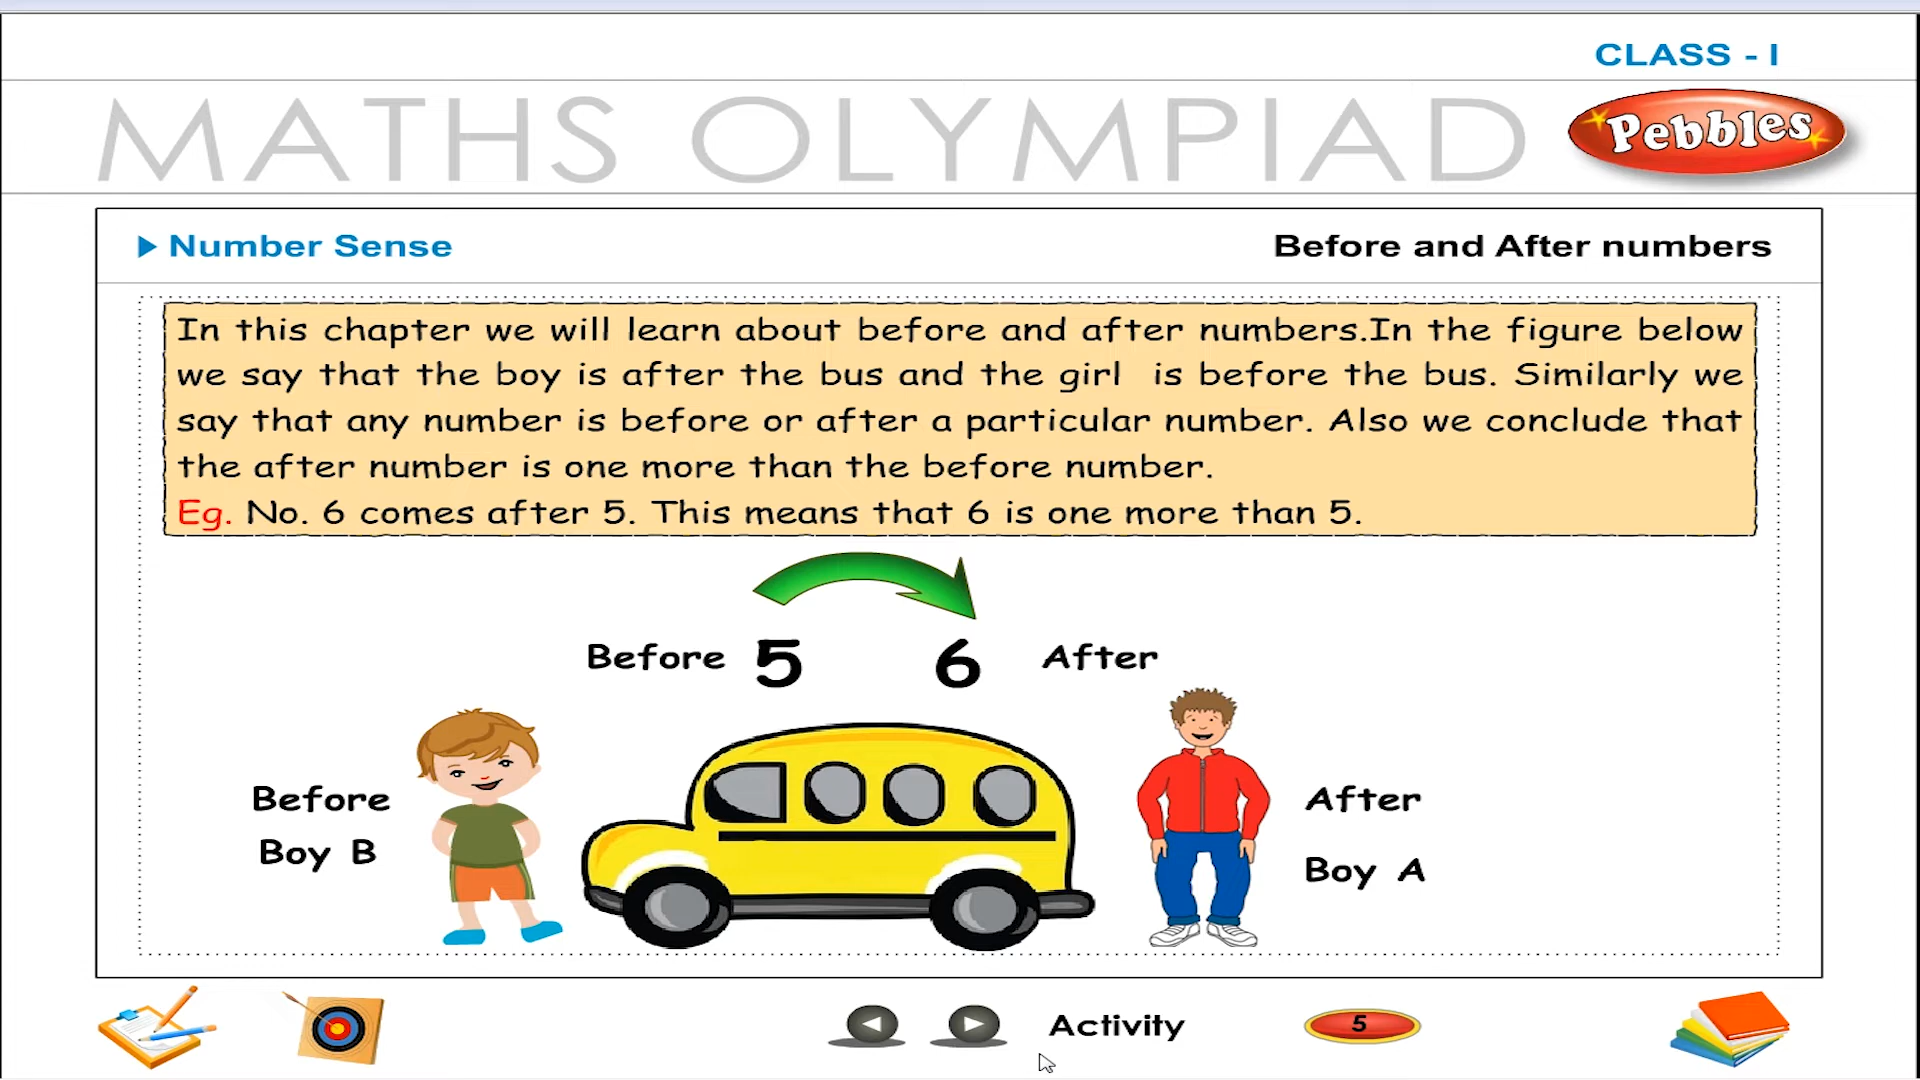 CLASS - I
MATHS OLYMPIAD
Pebbles
Number Sense
Before and After numbers
In this chapter we will learn about before and after numbers.In the figure below
we say that the boy is after the bus and the girl is before the bus. Similarly we
say that any number is before or after a particular number. Also we conclude that
the after number is one more than the before number.
Eg. No. 6 comes after 5. This means that 6 is one more than 5.
Before 5 6 After
Before
Boy B
After
Boy A
Activity
5